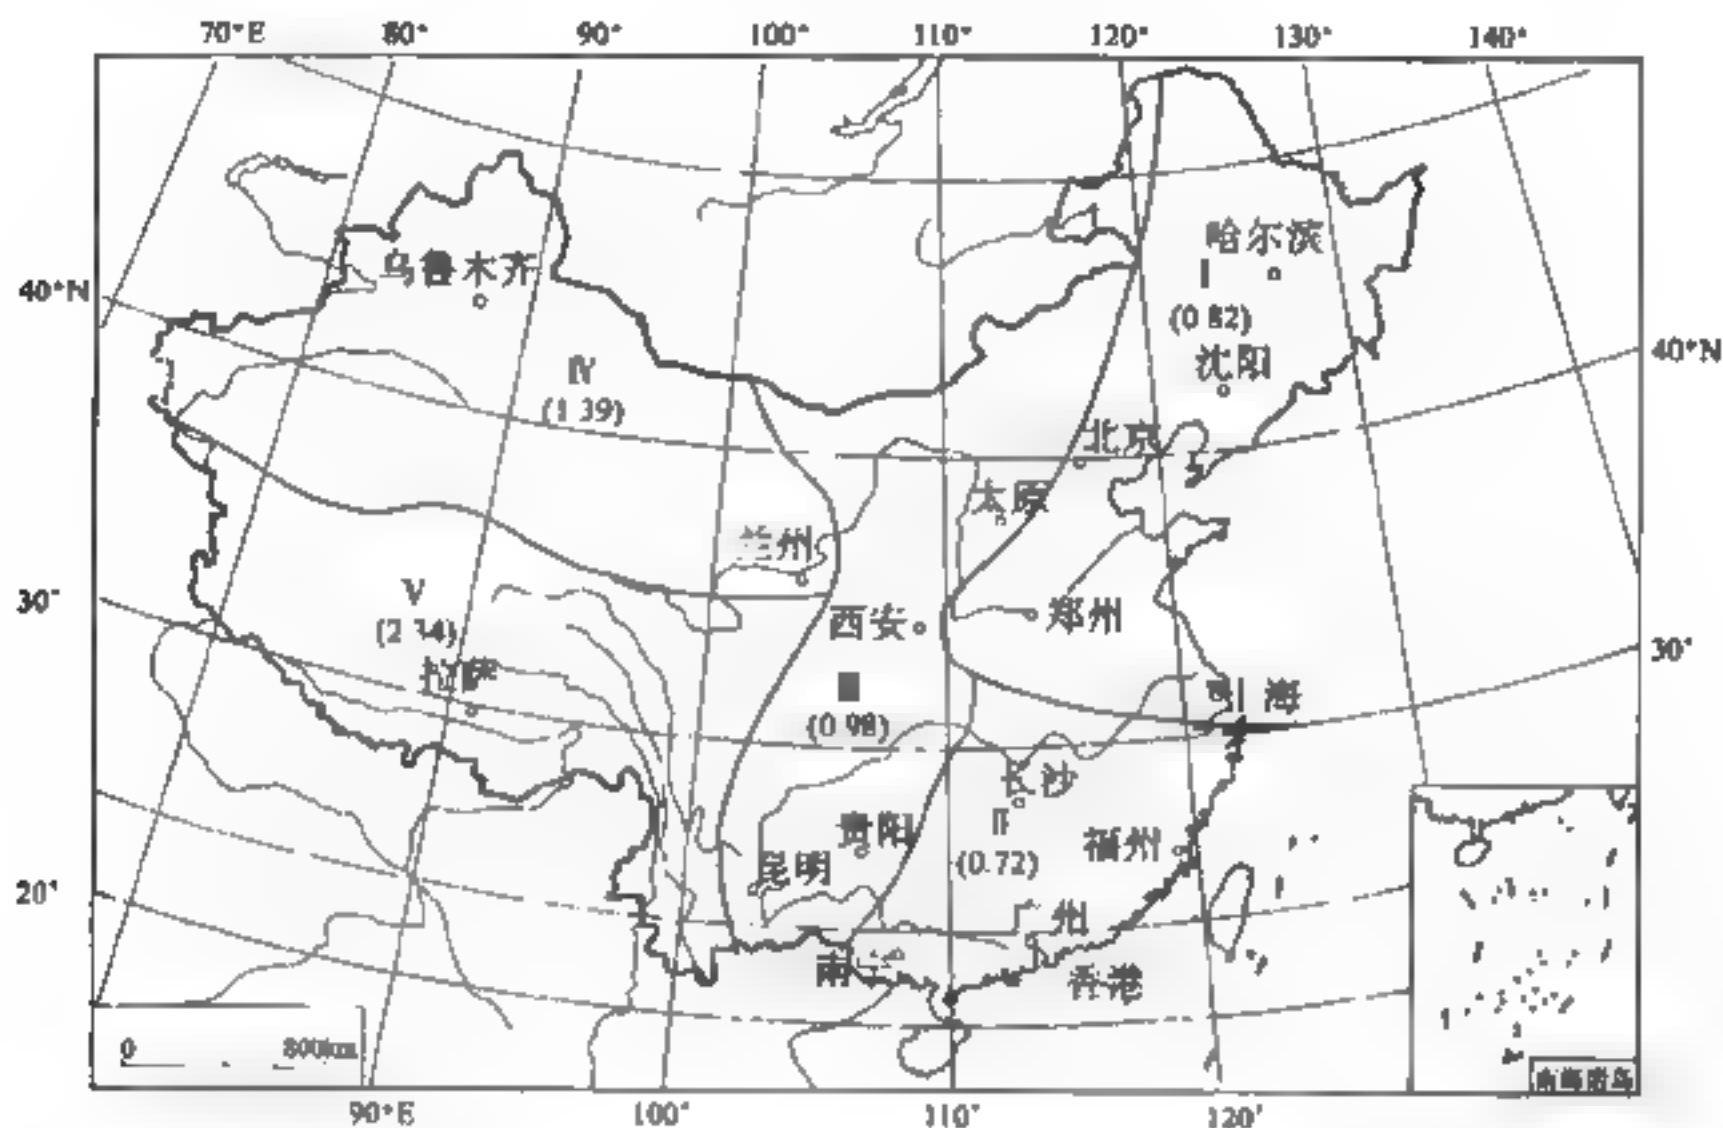 70°E 80° 90° 100° 110° 120° 130° 140°
哈尔滨
乌鲁木齐
I
40°N
(0.82)
沈阳
40°N
Ⅳ
(1.39)
北京
太原
兰州
Ⅴ
30°
西安
郑州
(2.34)
拉萨
30°
海
(0.98)
长沙
Ⅱ
贵阳
福州
(0.72)
昆明
20°
州
南宁
香港
0 800km
南海诸岛
90°E 100° 110° 120°